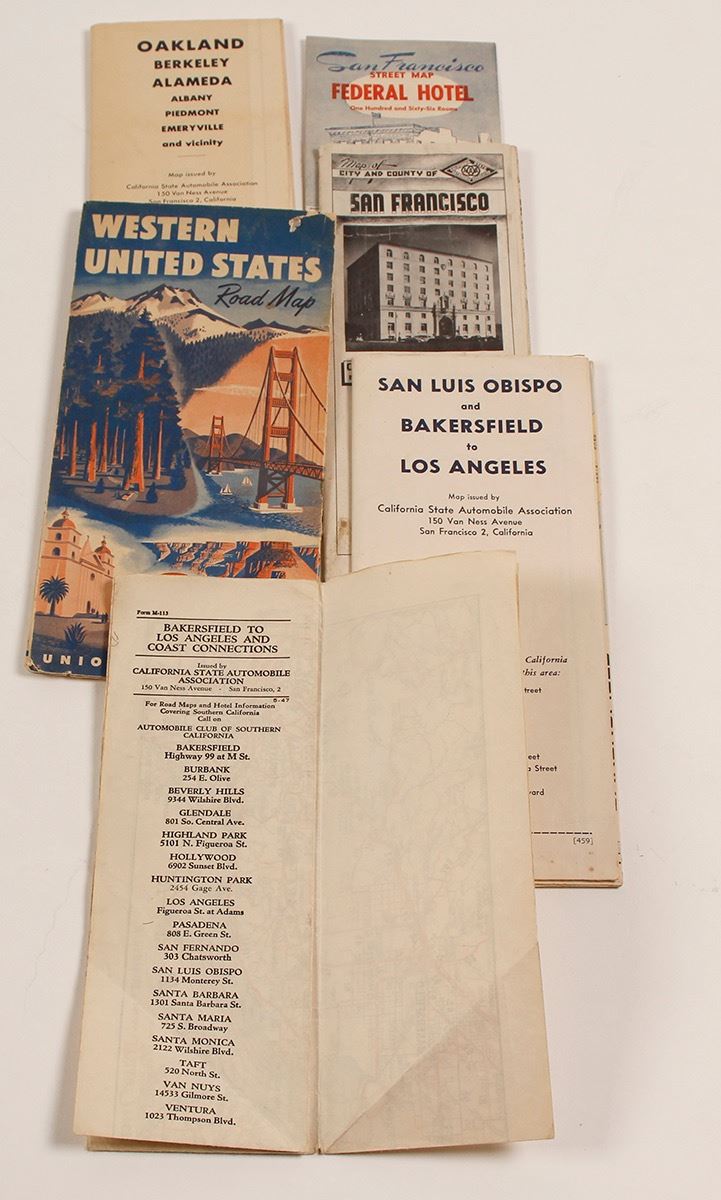 OAKLAND
BERKELEY
ALAMEDA
ALBANY
PIEDMONT
EMERYVILLE
and vicinity
Map issued by
California State Automobile Association
150 Van Ness Avenue
San Francisco 2, California
San Francisco
STREET MAP
FEDERAL HOTEL
One Hundred and Sixty-Six Rooms
Map of
CITY AND COUNTY OF
SAN FRANCISCO
WESTERN
UNITED STATES
Road Map
UNIO
SAN LUIS OBISPO
and
BAKERSFIELD
to
LOS ANGELES
Map issued by
California State Automobile Association
150 Van Ness Avenue
San Francisco 2, California
California
this area:
treet
eet
a Street
vard
[459]
Form M-113
BAKERSFIELD TO
LOS ANGELES AND
COAST CONNECTIONS
Issued by
CALIFORNIA STATE AUTOMOBILE
ASSOCIATION
150 Van Ness Avenue - San Francisco, 2
6-47
For Road Maps and Hotel Information
Covering Southern California
Call on
AUTOMOBILE CLUB OF SOUTHERN
CALIFORNIA
BAKERSFIELD
Highway 99 at M St.
BURBANK
254 E. Olive
BEVERLY HILLS
9344 Wilshire Blvd.
GLENDALE
801 So. Central Ave.
HIGHLAND PARK
5101 N. Figueroa St.
HOLLYWOOD
6902 Sunset Blvd.
HUNTINGTON PARK
2454 Gage Ave.
LOS ANGELES
Figueroa St. at Adams
PASADENA
808 E. Green St.
SAN FERNANDO
303 Chatsworth
SAN LUIS OBISPO
1134 Monterey St.
SANTA BARBARA
1301 Santa Barbara St.
SANTA MARIA
725 S. Broadway
SANTA MONICA
2122 Wilshire Blvd.
TAFT
520 North St.
VAN NUYS
14533 Gilmore St.
VENTURA
1023 Thompson Blvd.